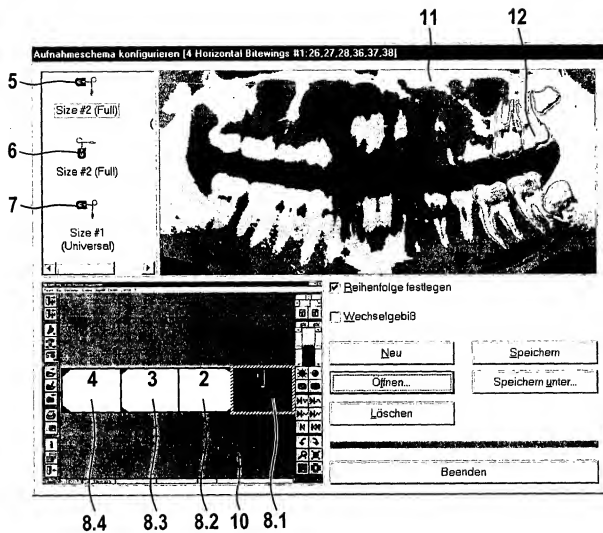 11 12
Aufnahmeschema konfigurieren [4 Horizontal Bitewings #1:26,27,28,36,37,38]
5
Size #2 (Full)
6
Size #2 (Full)
7
Size #1
(Universal)
Reihenfolge festlegen
Wechselgebiß
Neu Speichern
4 3 2
Öffnen... Speichern unter...
Löschen
Beenden
8.4 8.3 8.2 10 8.1